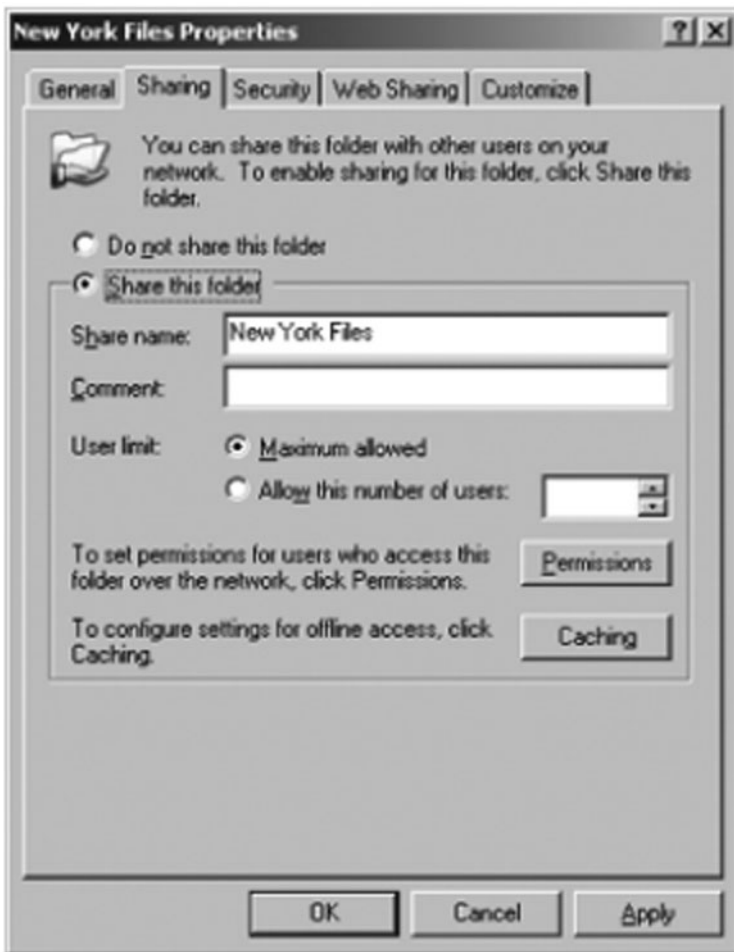 New York Files Properties
General Sharing Security Web Sharing Customize
You can share this folder with other users on your
network. To enable sharing for this folder, click Share this
folder.
Do not share this folder
Share this folder
Share name: New York Files
Comment:
User limit: Maximum allowed
Allow this number of users:
To set permissions for users who access this
folder over the network, click Permissions.
Permissions
To configure settings for offline access, click
Caching.
Caching
OK Cancel Apply